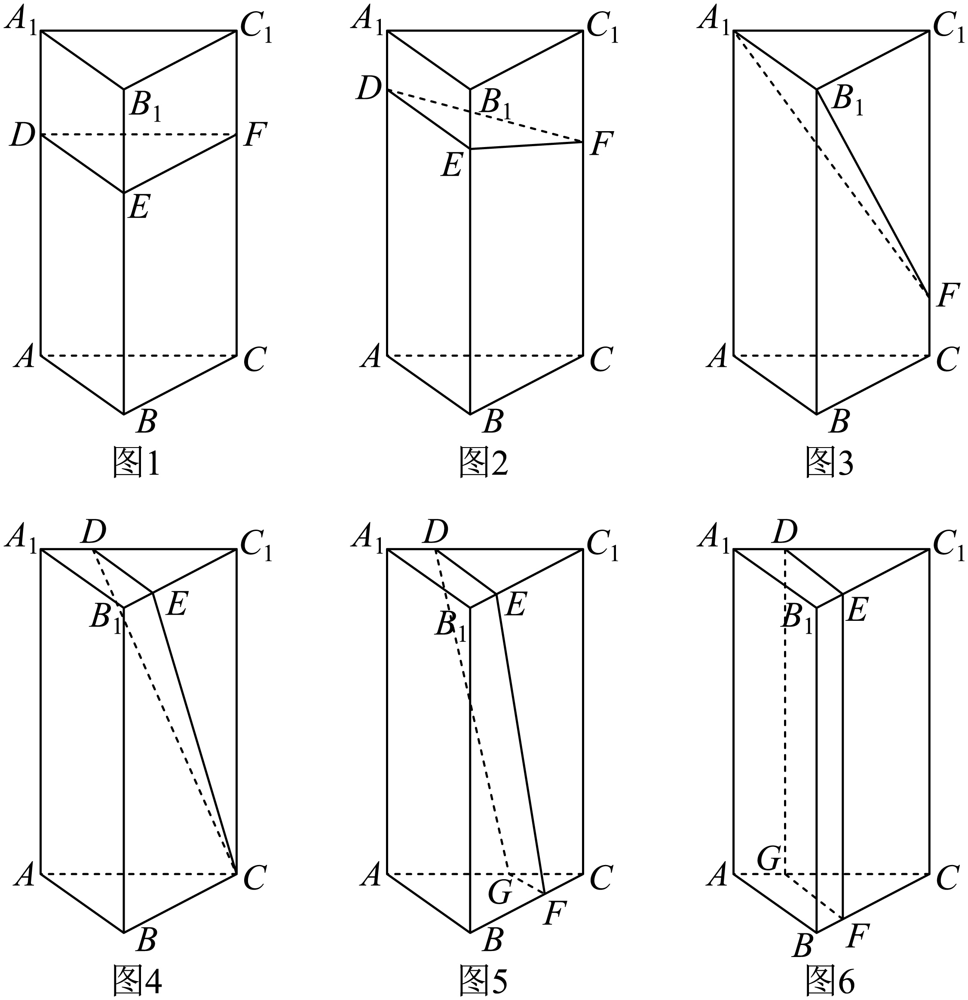 A₁ C₁ A₁ C₁ A₁ C₁
D B₁ B₁ B₁
D F E F
E F
A C A C A C
B B B
图1 图2 图3
A₁ D C₁ A₁ D C₁ A₁ D C₁
B₁ E B₁ E B₁ E
G
A C A G C A C
F F
B B B
图4 图5 图6